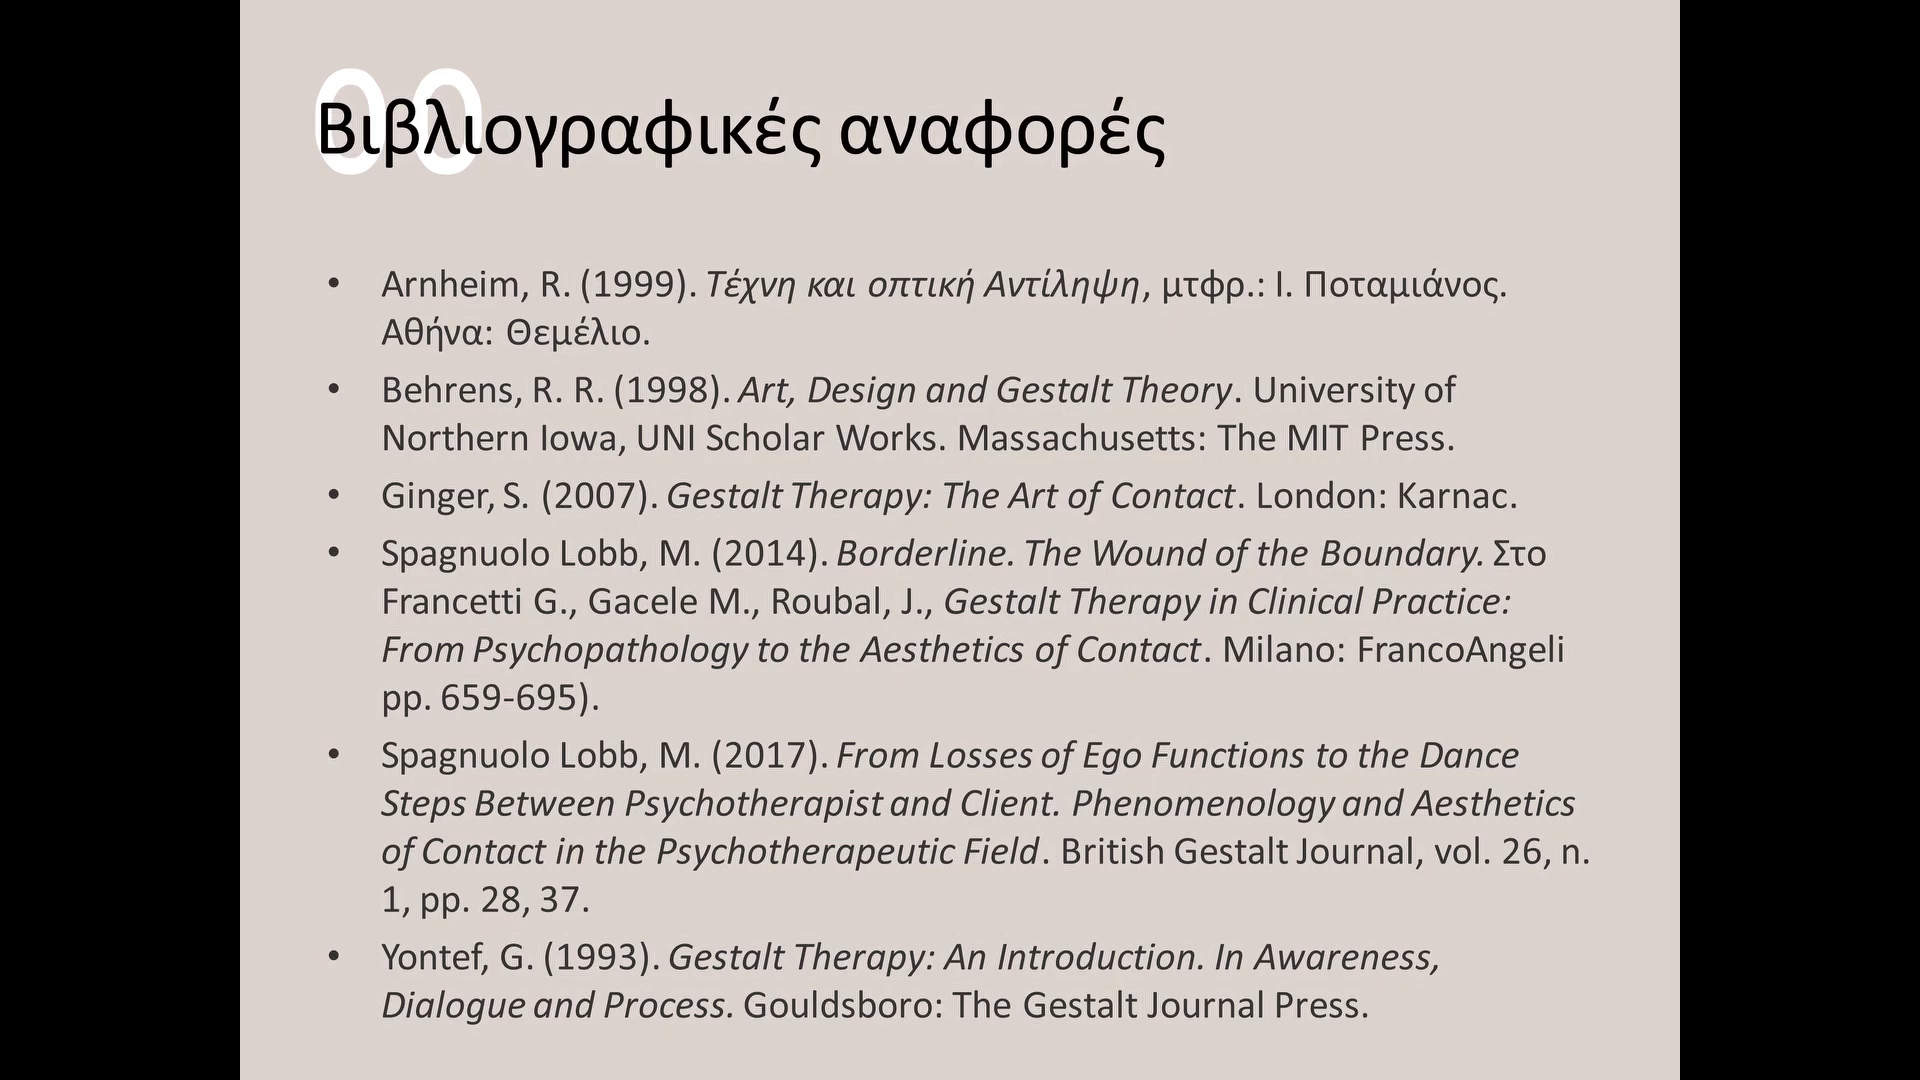 Βιβλιογραφικές αναφορές
• Arnheim, R. (1999). Τέχνη και οπτική Αντίληψη, μτφρ.: Ι. Ποταμιάνος.
Αθήνα: Θεμέλιο.
• Behrens, R. R. (1998). Art, Design and Gestalt Theory. University of
Northern Iowa, UNI Scholar Works. Massachusetts: The MIT Press.
• Ginger, S. (2007). Gestalt Therapy: The Art of Contact. London: Karnac.
• Spagnuolo Lobb, M. (2014). Borderline. The Wound of the Boundary. Στο
Francetti G., Gacele M., Roubal, J., Gestalt Therapy in Clinical Practice:
From Psychopathology to the Aesthetics of Contact. Milano: FrancoAngeli
pp. 659-695).
• Spagnuolo Lobb, M. (2017). From Losses of Ego Functions to the Dance
Steps Between Psychotherapist and Client. Phenomenology and Aesthetics
of Contact in the Psychotherapeutic Field. British Gestalt Journal, vol. 26, n.
1, pp. 28, 37.
• Yontef, G. (1993). Gestalt Therapy: An Introduction. In Awareness,
Dialogue and Process. Gouldsboro: The Gestalt Journal Press.